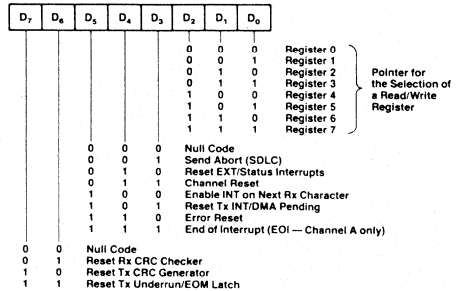 D7 D6 D5 D4 D3 D2 D1 D0
0 0 0 Register 0
0 0 1 Register 1
0 1 0 Register 2
0 1 1 Register 3
1 0 0 Register 4
1 0 1 Register 5
1 1 0 Register 6
1 1 1 Register 7
Pointer for
the Selection of
a Read/Write
Register
0 0 0 Null Code
0 0 1 Send Abort (SDLC)
0 1 0 Reset EXT/Status Interrupts
0 1 1 Channel Reset
1 0 0 Enable INT on Next Rx Character
1 0 1 Reset Tx INT/DMA Pending
1 1 0 Error Reset
1 1 1 End of Interrupt (EOI — Channel A only)
0 0 Null Code
0 1 Reset Rx CRC Checker
1 0 Reset Tx CRC Generator
1 1 Reset Tx Underrun/EOM Latch